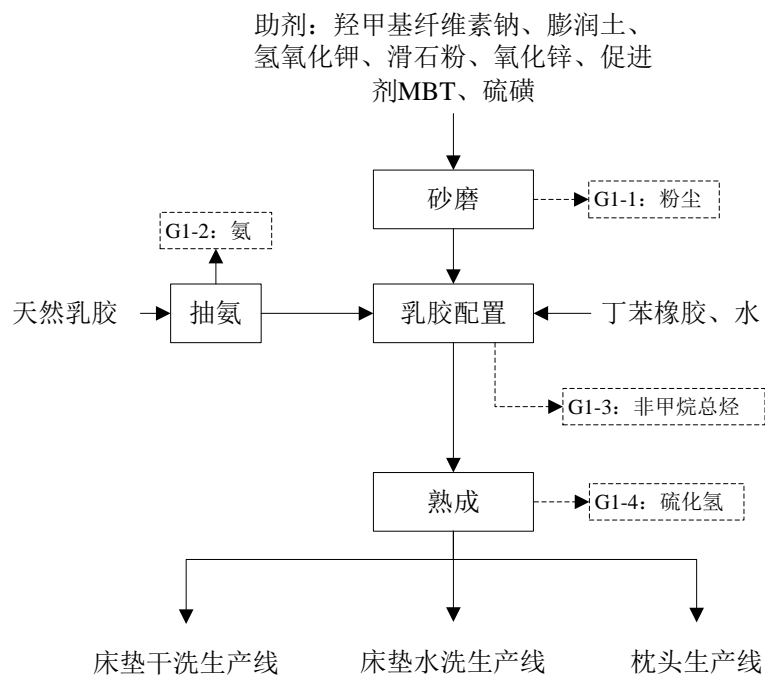 助剂：羟甲基纤维素钠、膨润土、
氢氧化钾、滑石粉、氧化锌、促进
剂MBT、硫磺
砂磨
G1-1：粉尘
G1-2：氨
天然乳胶
抽氨
乳胶配置
丁苯橡胶、水
G1-3：非甲烷总烃
熟成
G1-4：硫化氢
床垫干洗生产线
床垫水洗生产线
枕头生产线